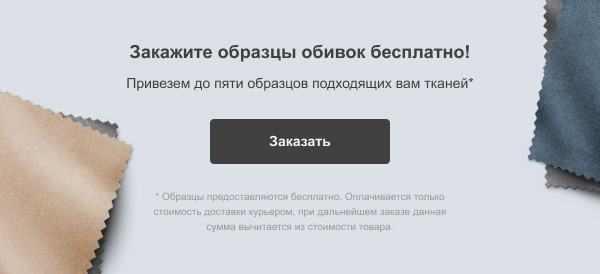 Закажите образцы обивок бесплатно!
Привезем до пяти образцов подходящих вам тканей*
Заказать
* Образцы предоставляются бесплатно. Оплачивается только
стоимость доставки курьером, при дальнейшем заказе данная
сумма вычитается из стоимости товара.